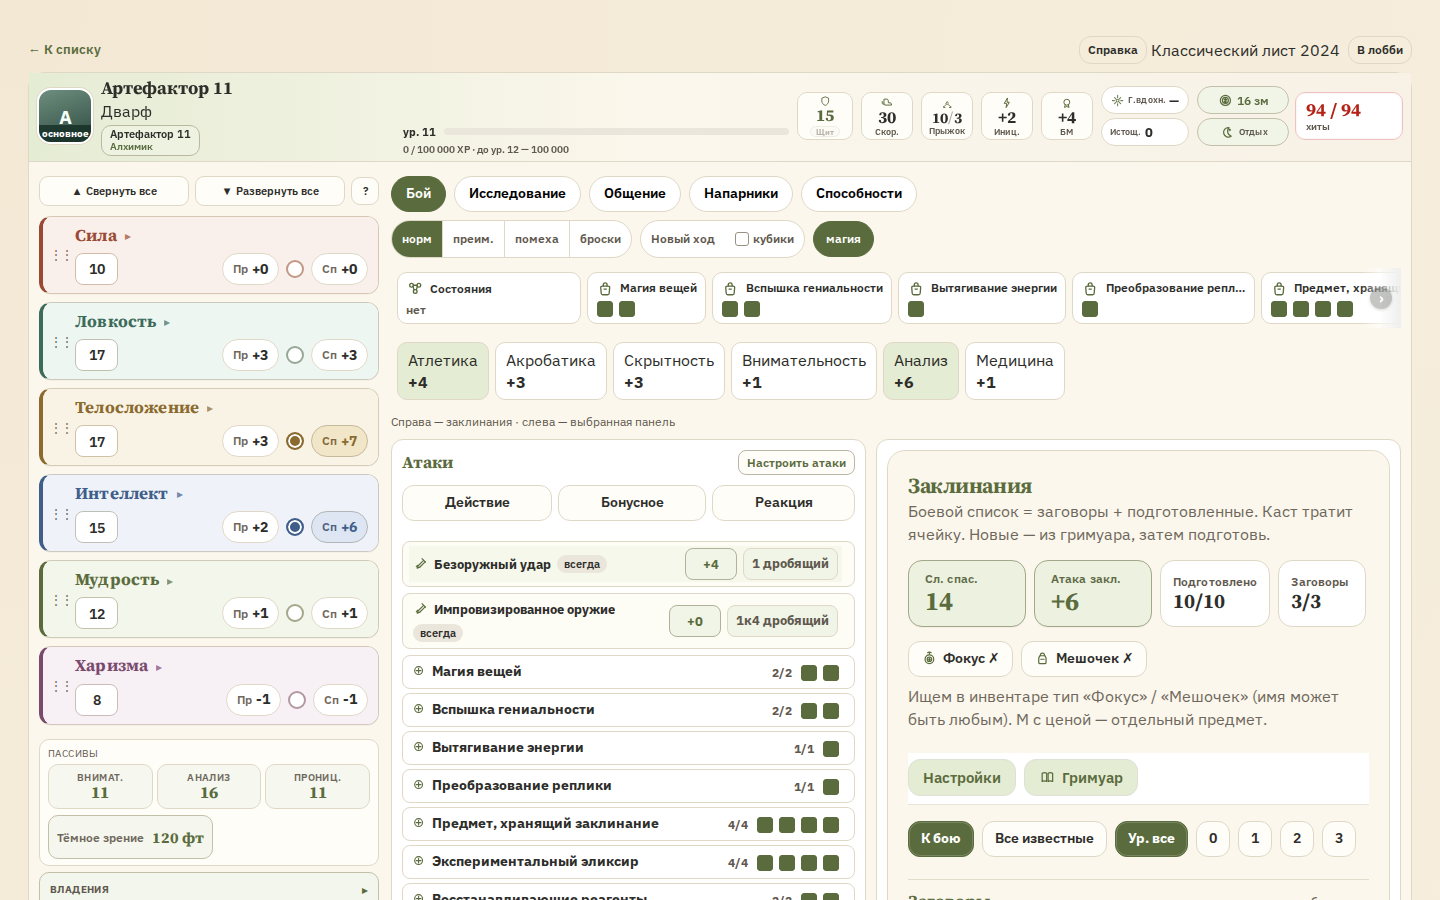 ← К списку
Справка
Классический лист 2024
В лобби
А
основное
Артефактор 11
Дварф
Артефактор 11
Алхимик
ур. 11
0 / 100 000 XP · до ур. 12 — 100 000
15
Щит
30
Скор.
10/3
Прыжок
+2
Иниц.
+4
БМ
Г.вдохн. —
Истощ. 0
16 зм
Отдых
94 / 94
хиты
▲ Свернуть все
▼ Развернуть все
?
Сила ▸
10
Пр +0
Сп +0
Ловкость ▸
17
Пр +3
Сп +3
Телосложение ▸
17
Пр +3
Сп +7
Интеллект ▸
15
Пр +2
Сп +6
Мудрость ▸
12
Пр +1
Сп +1
Харизма ▸
8
Пр -1
Сп -1
ПАССИВЫ
ВНИМАТ.
11
АНАЛИЗ
16
ПРОНИЦ.
11
Тёмное зрение 120 фт
ВЛАДЕНИЯ ▸
Бой
Исследование
Общение
Напарники
Способности
норм
преим.
помеха
броски
Новый ход
кубики
магия
Состояния
нет
Магия вещей
Вспышка гениальности
Вытягивание энергии
Преобразование репл...
Предмет, хранящ
›
Атлетика
+4
Акробатика
+3
Скрытность
+3
Внимательность
+1
Анализ
+6
Медицина
+1
Справа — заклинания · слева — выбранная панель
Атаки
Настроить атаки
Действие
Бонусное
Реакция
Безоружный удар всегда
+4
1 дробящий
Импровизированное оружие
всегда
+0
1к4 дробящий
Магия вещей 2/2
Вспышка гениальности 2/2
Вытягивание энергии 1/1
Преобразование реплики 1/1
Предмет, хранящий заклинание 4/4
Экспериментальный эликсир 4/4
Восстанавливающие реагенты 2/2
Заклинания
Боевой список = заговоры + подготовленные. Каст тратит
ячейку. Новые — из гримуара, затем подготовь.
Сл. спас.
14
Атака закл.
+6
Подготовлено
10/10
Заговоры
3/3
Фокус ✗
Мешочек ✗
Ищем в инвентаре тип «Фокус» / «Мешочек» (имя может
быть любым). М с ценой — отдельный предмет.
Настройки
Гримуар
К бою
Все известные
Ур. все
0
1
2
3